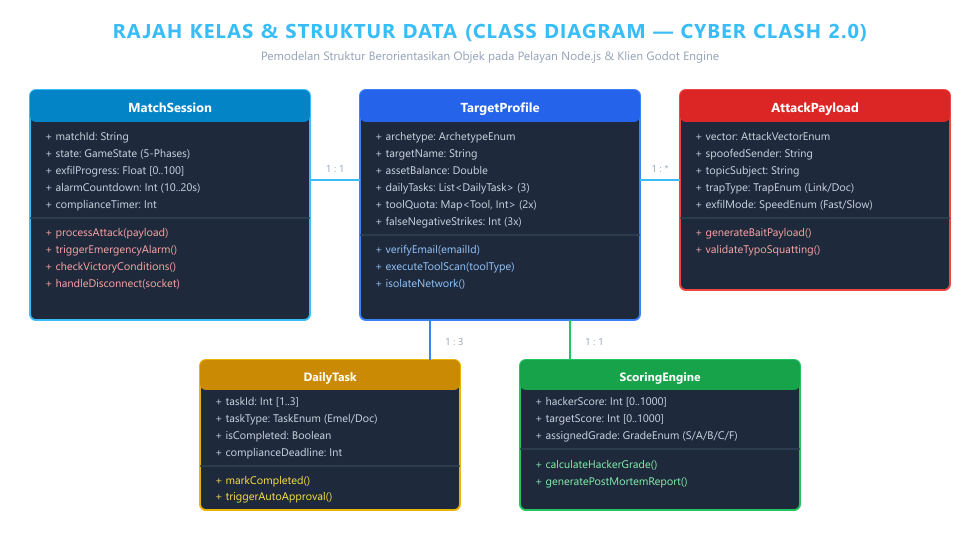 RAJAH KELAS & STRUKTUR DATA (CLASS DIAGRAM — CYBER CLASH 2.0)
Pemodelan Struktur Berorientasikan Objek pada Pelayan Node.js & Klien Godot Engine
MatchSession
+ matchId: String
+ state: GameState (5-Phases)
+ exfilProgress: Float [0..100]
+ alarmCountdown: Int (10..20s)
+ complianceTimer: Int
+ processAttack(payload)
+ triggerEmergencyAlarm()
+ checkVictoryConditions()
+ handleDisconnect(socket)
1 : 1
TargetProfile
+ archetype: ArchetypeEnum
+ targetName: String
+ assetBalance: Double
+ dailyTasks: List<DailyTask> (3)
+ toolQuota: Map<Tool, Int> (2x)
+ falseNegativeStrikes: Int (3x)
+ verifyEmail(emailId)
+ executeToolScan(toolType)
+ isolateNetwork()
1 : *
AttackPayload
+ vector: AttackVectorEnum
+ spoofedSender: String
+ topicSubject: String
+ trapType: TrapEnum (Link/Doc)
+ exfilMode: SpeedEnum (Fast/Slow)
+ generateBaitPayload()
+ validateTypoSquatting()
1 : 3
1 : 1
DailyTask
+ taskId: Int [1..3]
+ taskType: TaskEnum (Emel/Doc)
+ isCompleted: Boolean
+ complianceDeadline: Int
+ markCompleted()
+ triggerAutoApproval()
ScoringEngine
+ hackerScore: Int [0..1000]
+ targetScore: Int [0..1000]
+ assignedGrade: GradeEnum (S/A/B/C/F)
+ calculateHackerGrade()
+ generatePostMortemReport()